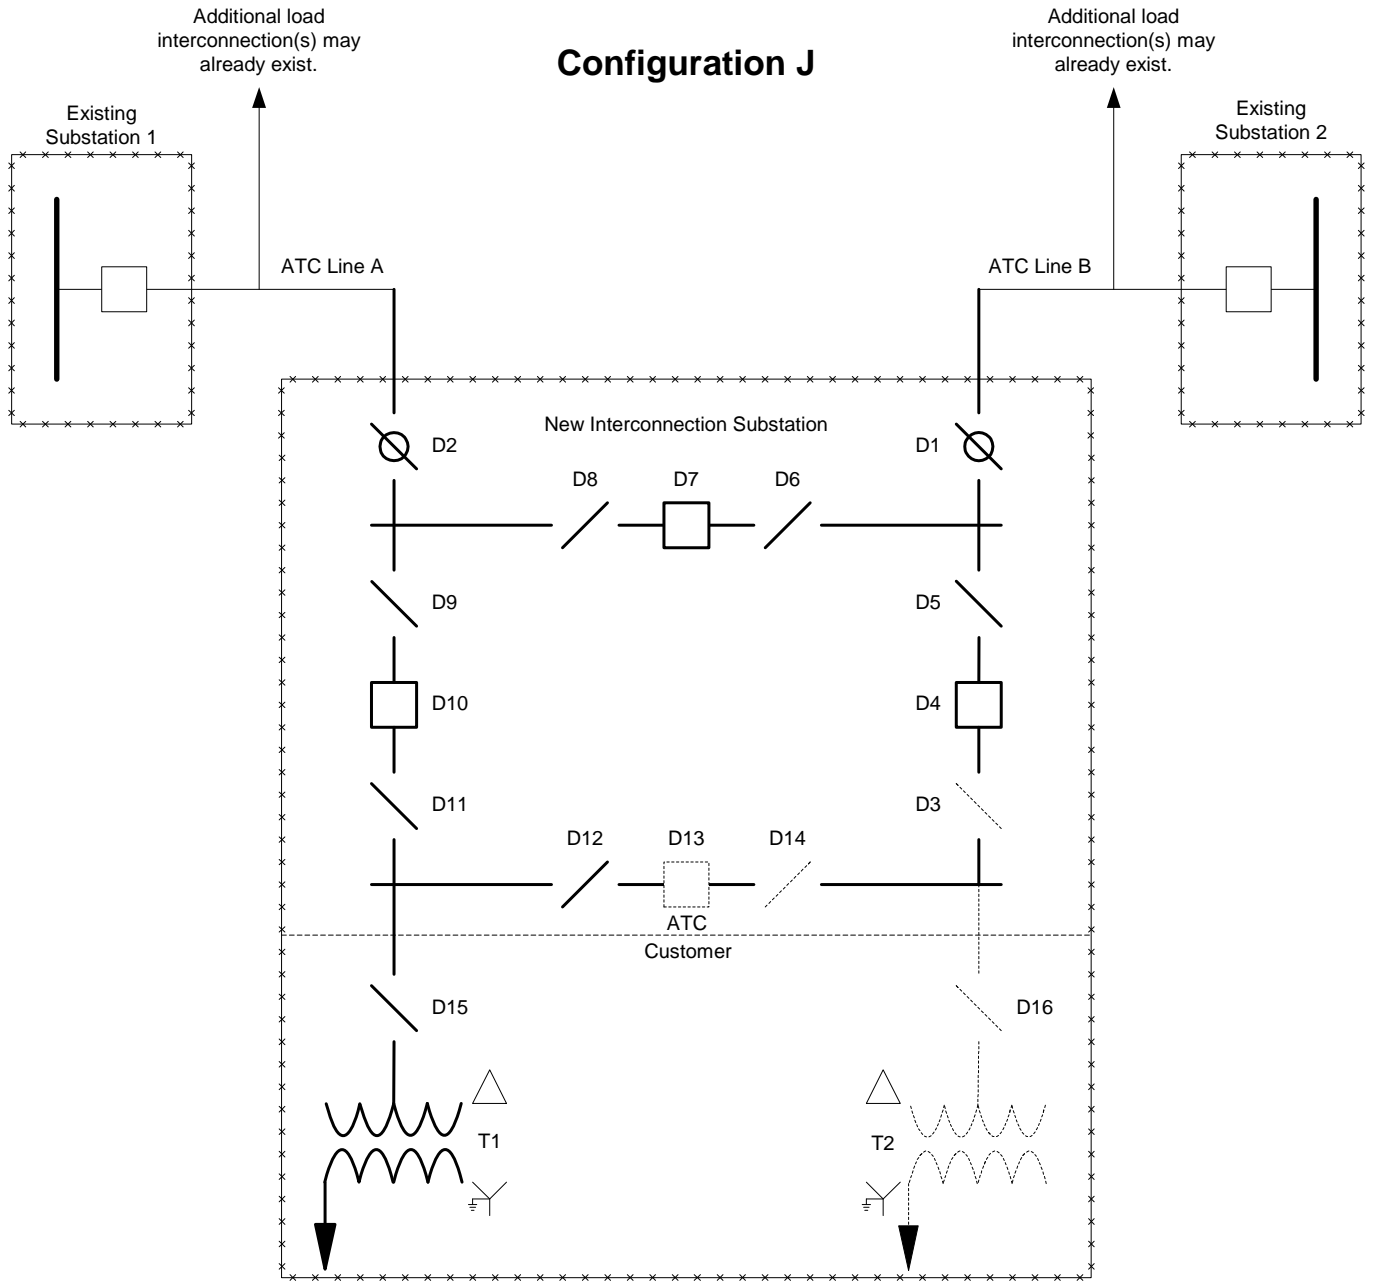 Additional load
interconnection(s) may
already exist.
Configuration J
Additional load
interconnection(s) may
already exist.
Existing
Substation 1
Existing
Substation 2
ATC Line A
ATC Line B
New Interconnection Substation
D2
D1
D8
D7
D6
D9
D5
D10
D4
D11
D3
D12
D13
D14
ATC
Customer
D15
D16
T1
T2